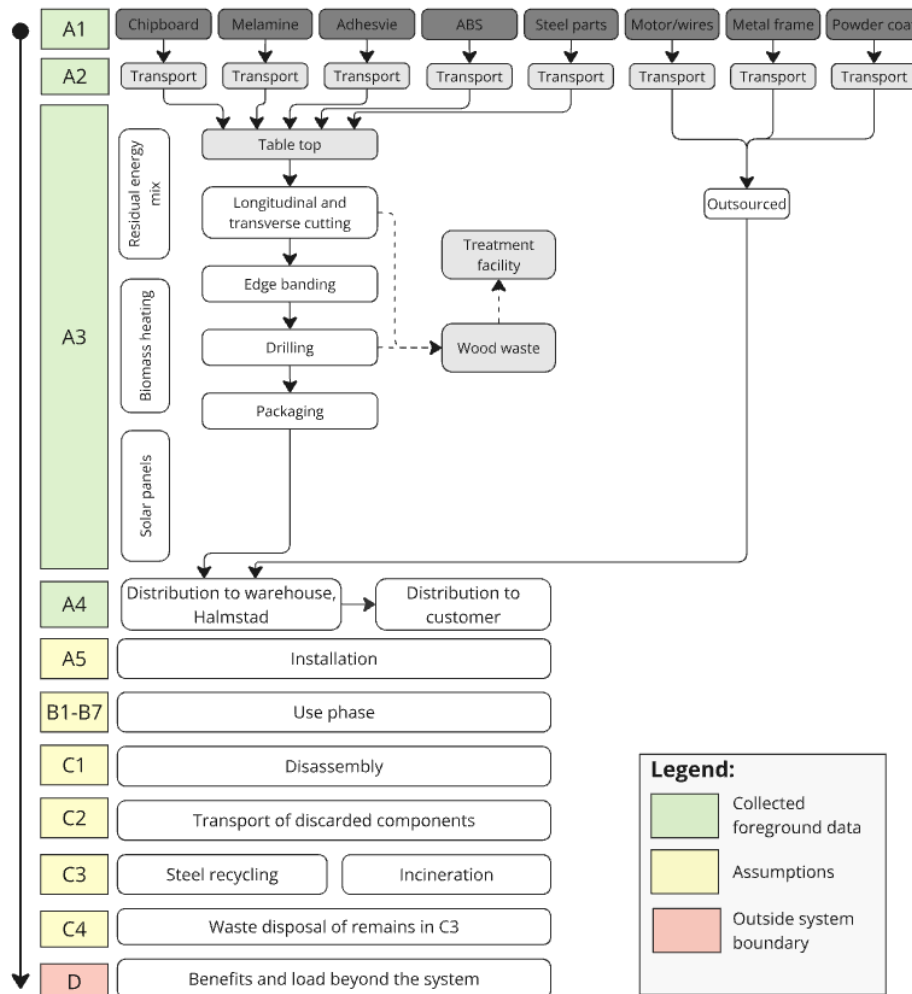 A1
Chipboard
Melamine
Adhesvie
ABS
Steel parts
Motor/wires
Metal frame
Powder coat
A2
Transport
Transport
Transport
Transport
Transport
Transport
Transport
Transport
A3
Residual energy
mix
Biomass heating
Solar panels
Table top
Longitudinal and
transverse cutting
Edge banding
Drilling
Packaging
Treatment
facility
Wood waste
Outsourced
A4
Distribution to warehouse,
Halmstad
Distribution to
customer
A5
Installation
B1-B7
Use phase
C1
Disassembly
C2
Transport of discarded components
C3
Steel recycling
Incineration
C4
Waste disposal of remains in C3
D
Benefits and load beyond the system
Legend:
Collected
foreground data
Assumptions
Outside system
boundary